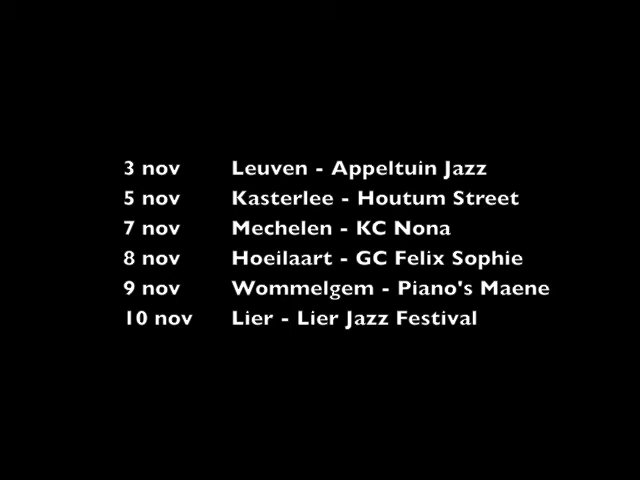 3 nov Leuven - Appeltuin Jazz
5 nov Kasterlee - Houtum Street
7 nov Mechelen - KC Nona
8 nov Hoeilaart - GC Felix Sophie
9 nov Wommelgem - Piano's Maene
10 nov Lier - Lier Jazz Festival